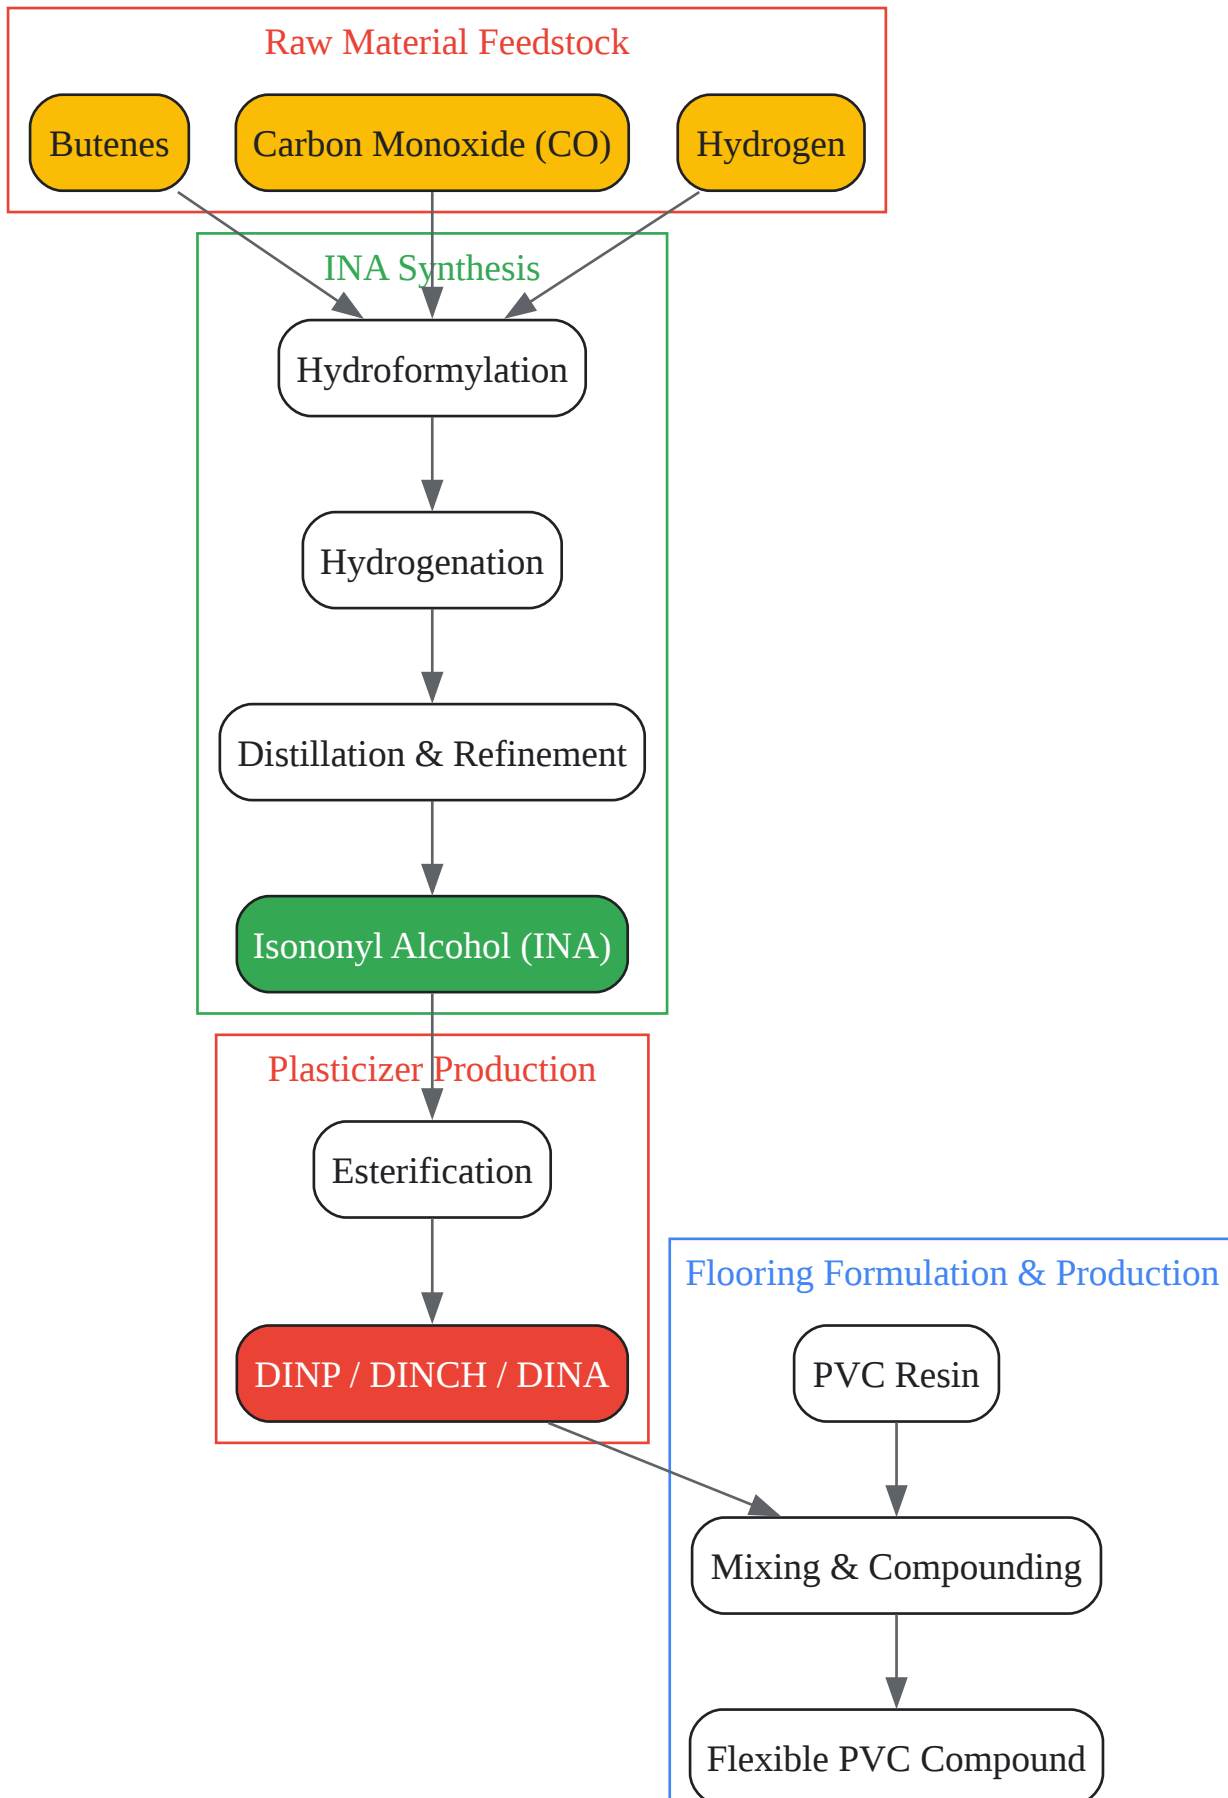 Raw Material Feedstock
Butenes
Carbon Monoxide (CO)
Hydrogen
INA Synthesis
Hydroformylation
Hydrogenation
Distillation & Refinement
Isononyl Alcohol (INA)
Plasticizer Production
Esterification
DINP / DINCH / DINA
Flooring Formulation & Production
PVC Resin
Mixing & Compounding
Flexible PVC Compound